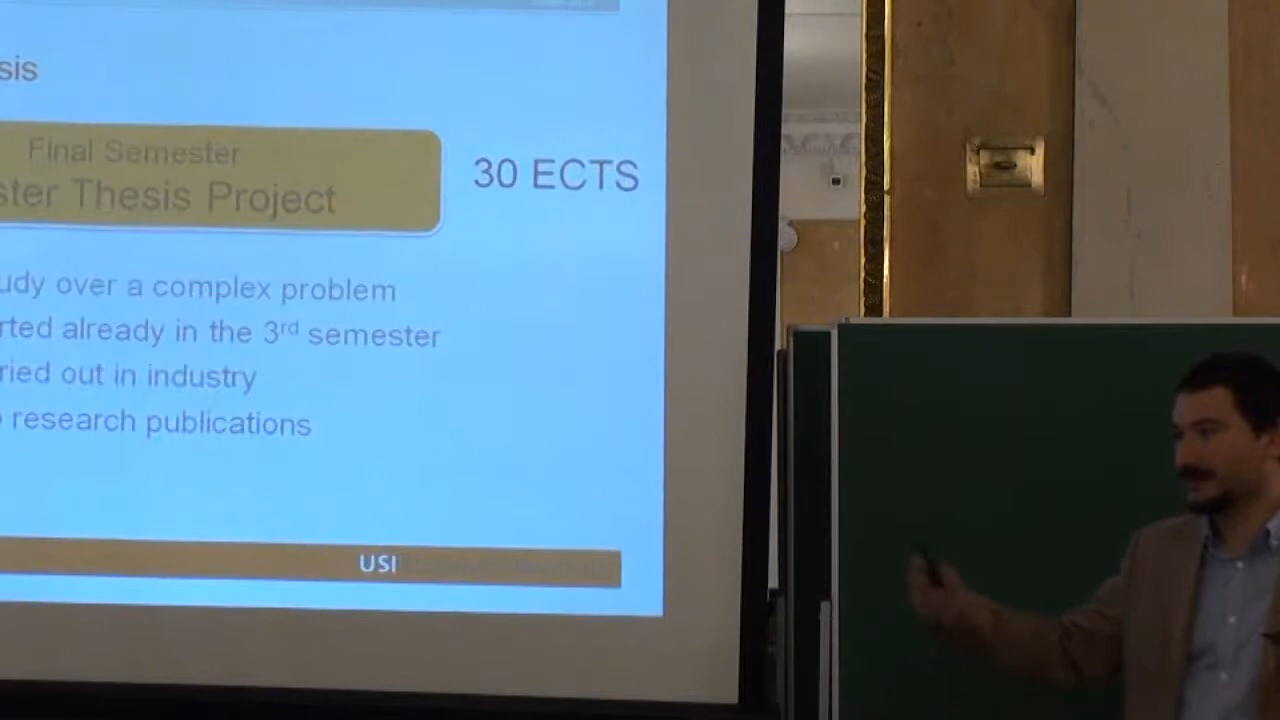 sis
Final Semester
ster Thesis Project
30 ECTS
udy over a complex problem
rted already in the 3rd semester
ried out in industry
research publications
USI